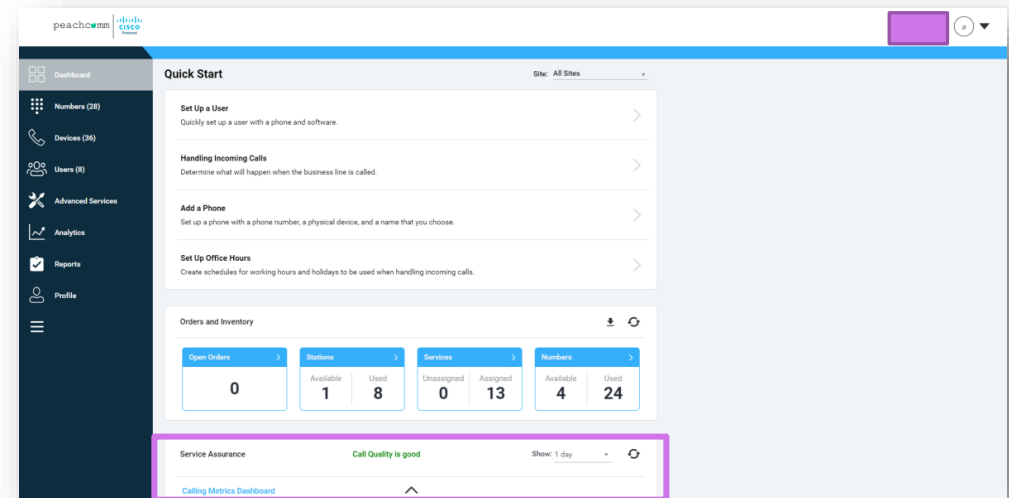 peachcomm
CISCO
Powered
a
Dashboard
Numbers (28)
Devices (36)
Users (8)
Advanced Services
Analytics
Reports
Profile
Quick Start
Site: All Sites
Set Up a User
Quickly set up a user with a phone and software.
Handling Incoming Calls
Determine what will happen when the business line is called.
Add a Phone
Set up a phone with a phone number, a physical device, and a name that you choose.
Set Up Office Hours
Create schedules for working hours and holidays to be used when handling incoming calls.
Orders and Inventory
Open Orders
0
Stations
Available Used
1 8
Services
Unassigned Assigned
0 13
Numbers
Available Used
4 24
Service Assurance Call Quality is good Show: 1 day
Calling Metrics Dashboard